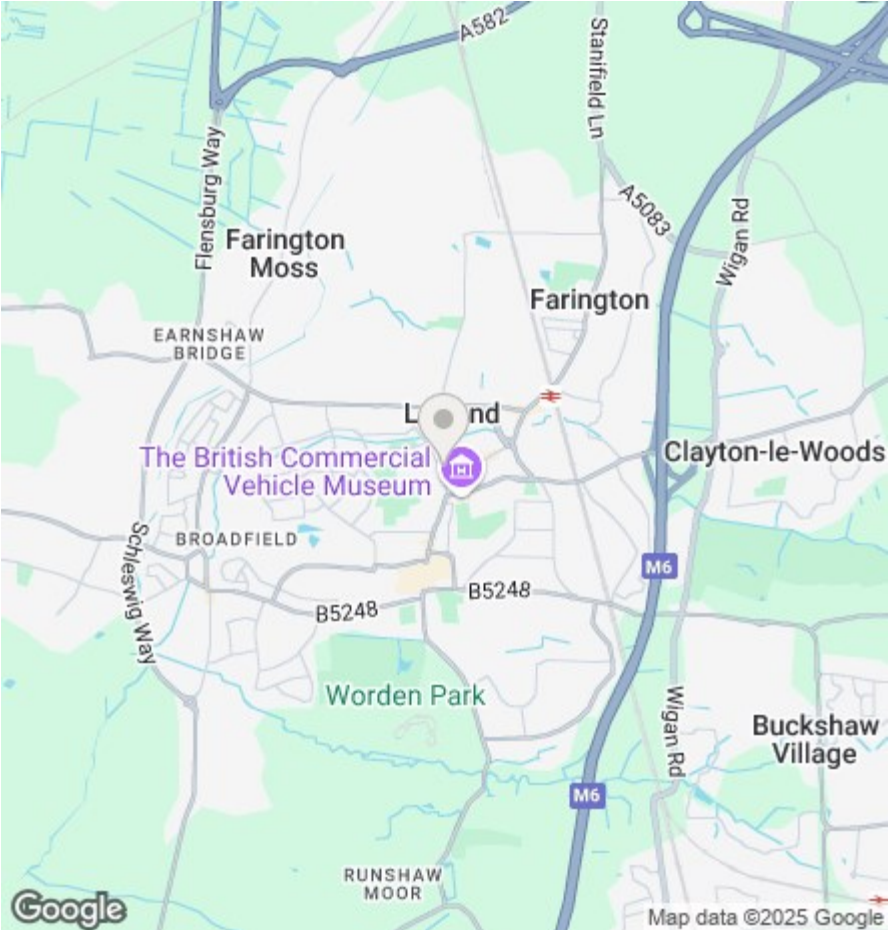 A582
Stanifield Ln
Flensburg Way
A5083
Wigan Rd
Farington
Moss
Farington
EARNSHAW
BRIDGE
L nd
Clayton-le-Woods
The British Commercial
Vehicle Museum
BROADFIELD
Schleswig Way
M6
B5248
B5248
Worden Park
Wigan Rd
Buckshaw
Village
M6
RUNSHAW
MOOR
Google
Map data ©2025 Google